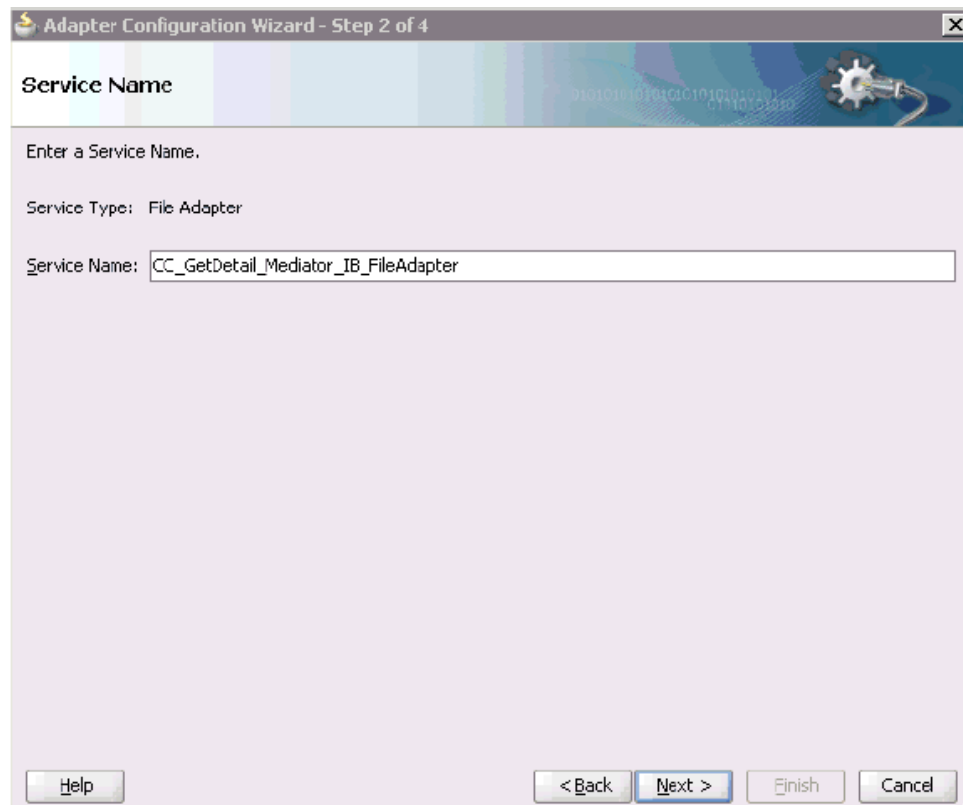 Adapter Configuration Wizard - Step 2 of 4
Service Name
Enter a Service Name.
Service Type: File Adapter
Service Name: CC_GetDetail_Mediator_IB_FileAdapter
Help < Back Next > Finish Cancel